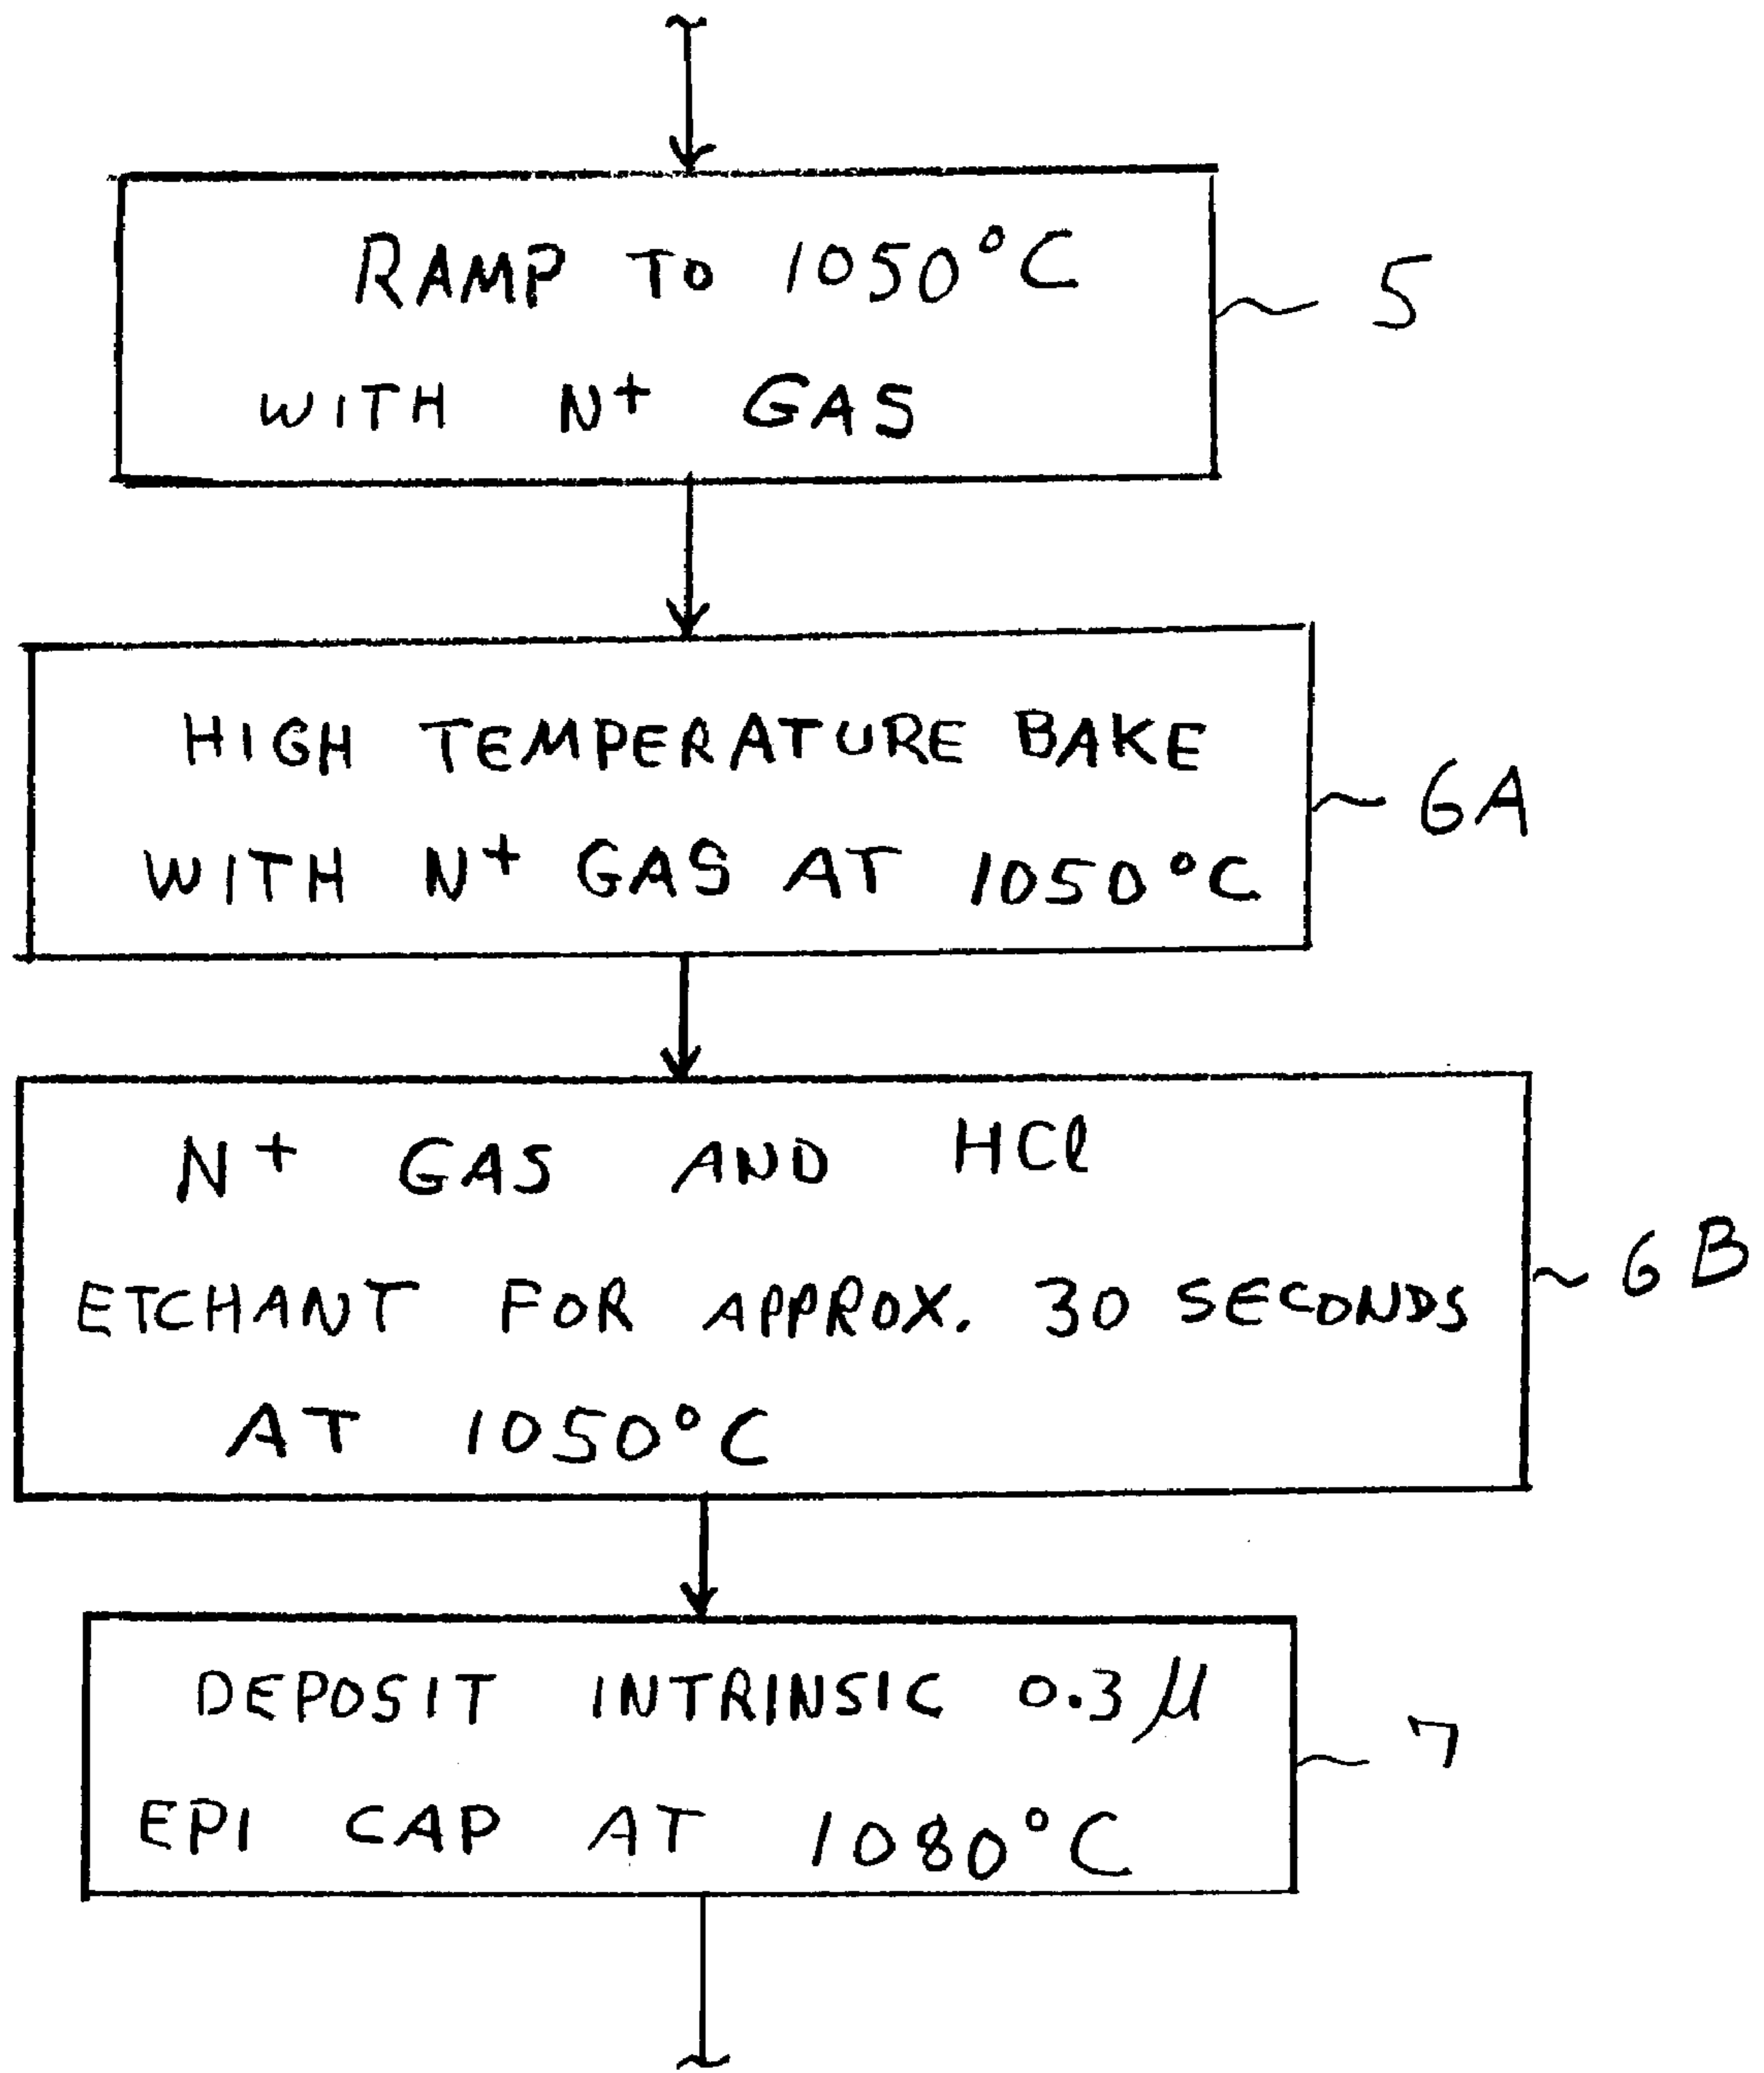 RAMP TO 1050°C
WITH N+ GAS
5
HIGH TEMPERATURE BAKE
WITH N+ GAS AT 1050°C
6A
N+ GAS AND HCl
ETCHANT FOR APPROX. 30 SECONDS
AT 1050°C
6B
DEPOSIT INTRINSIC 0.3μ
EPI CAP AT 1080°C
7